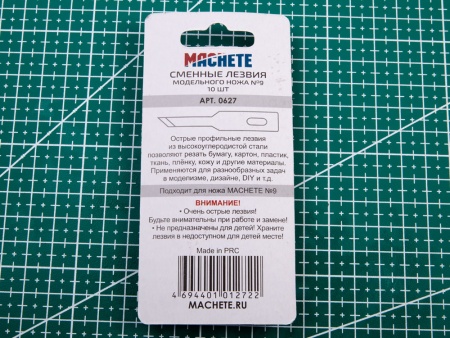 MACHETE
СМЕННЫЕ ЛЕЗВИЯ
МОДЕЛЬНОГО НОЖА №9
10 ШТ
АРТ. 0627
Острые профильные лезвия
из высокоуглеродистой стали
позволяют резать бумагу, картон, пластик,
ткань, плёнку, кожу и другие материалы.
Применяются для разнообразных задач
в моделизме, дизайне, DIY и т.д.
Подходит для ножа MACHETE №9
ВНИМАНИЕ!
• Очень острые лезвия!
Будьте внимательны при работе и замене!
• Не предназначены для детей! Храните
лезвия в недоступном для детей месте!
Made in PRC
4 694401 012722
MACHETE.RU